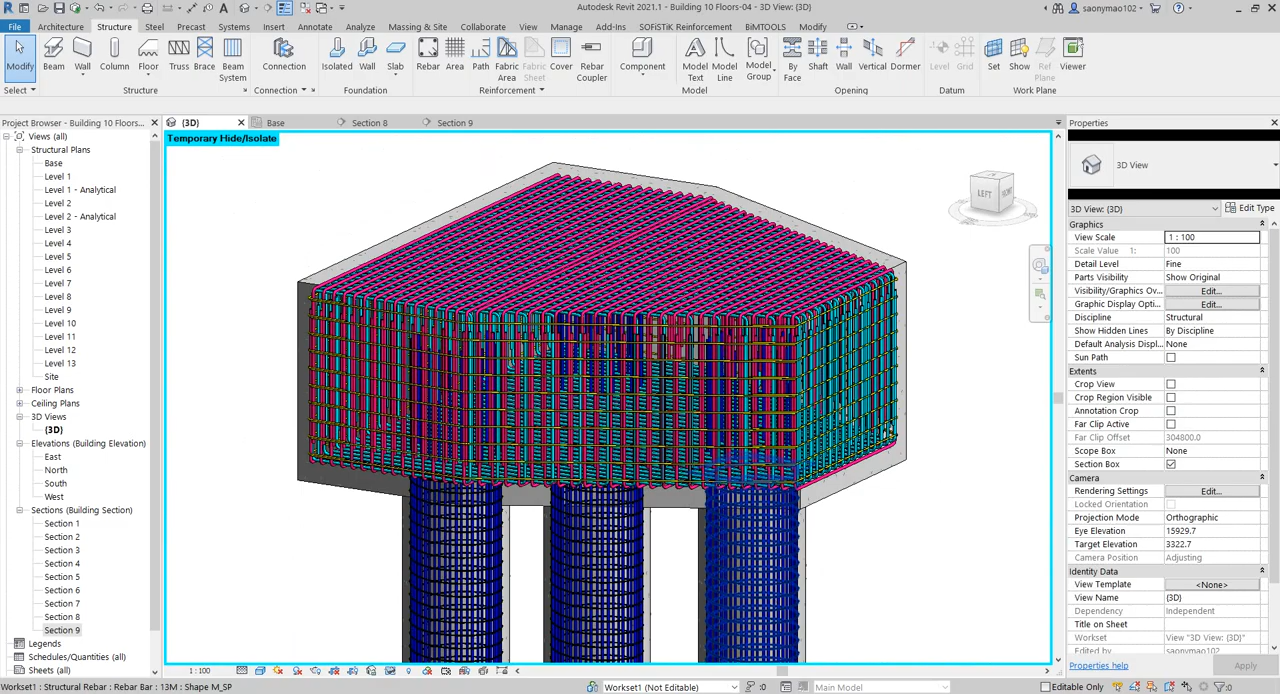 Autodesk Revit 2021.1 - Building 10 Floors-04 - 3D View: {3D}
saonymao102
File Architecture Structure Steel Precast Systems Insert Annotate Analyze Massing & Site Collaborate View Manage Add-Ins SOFiSTiK Reinforcement BiMTOOLS Modify
Modify Beam Wall Column Floor Truss Brace Beam System Connection Isolated Wall Slab Rebar Area Path Fabric Area Fabric Sheet Cover Rebar Coupler Component Model Text Model Line Model Group By Face Shaft Wall Vertical Dormer Level Grid Set Show Ref Plane Viewer
Select Structure Connection Foundation Reinforcement Model Opening Datum Work Plane
Project Browser - Building 10 Floors...
{3D} Base Section 8 Section 9
Temporary Hide/Isolate
LEFT
Views (all)
Structural Plans
Base
Level 1
Level 1 - Analytical
Level 2
Level 2 - Analytical
Level 3
Level 4
Level 5
Level 6
Level 7
Level 8
Level 9
Level 10
Level 11
Level 12
Level 13
Site
Floor Plans
Ceiling Plans
3D Views
{3D}
Elevations (Building Elevation)
East
North
South
West
Sections (Building Section)
Section 1
Section 2
Section 3
Section 4
Section 5
Section 6
Section 7
Section 8
Section 9
Legends
Schedules/Quantities (all)
Sheets (all)
Properties
3D View
3D View: {3D} Edit Type
Graphics
View Scale 1 : 100
Scale Value 1: 100
Detail Level Fine
Parts Visibility Show Original
Visibility/Graphics Ov... Edit...
Graphic Display Opti... Edit...
Discipline Structural
Show Hidden Lines By Discipline
Default Analysis Displ... None
Sun Path
Extents
Crop View
Crop Region Visible
Annotation Crop
Far Clip Active
Far Clip Offset 304800.0
Scope Box None
Section Box
Camera
Rendering Settings Edit...
Locked Orientation
Projection Mode Orthographic
Eye Elevation 15929.7
Target Elevation 3322.7
Camera Position Adjusting
Identity Data
View Template <None>
View Name {3D}
Dependency Independent
Title on Sheet
Workset View "3D View: {3D}"
Edited by saonymao102
Properties help Apply
1 : 100
Workset1 : Structural Rebar : Rebar Bar : 13M : Shape M_SP
Workset1 (Not Editable) :0 Main Model Editable Only :0